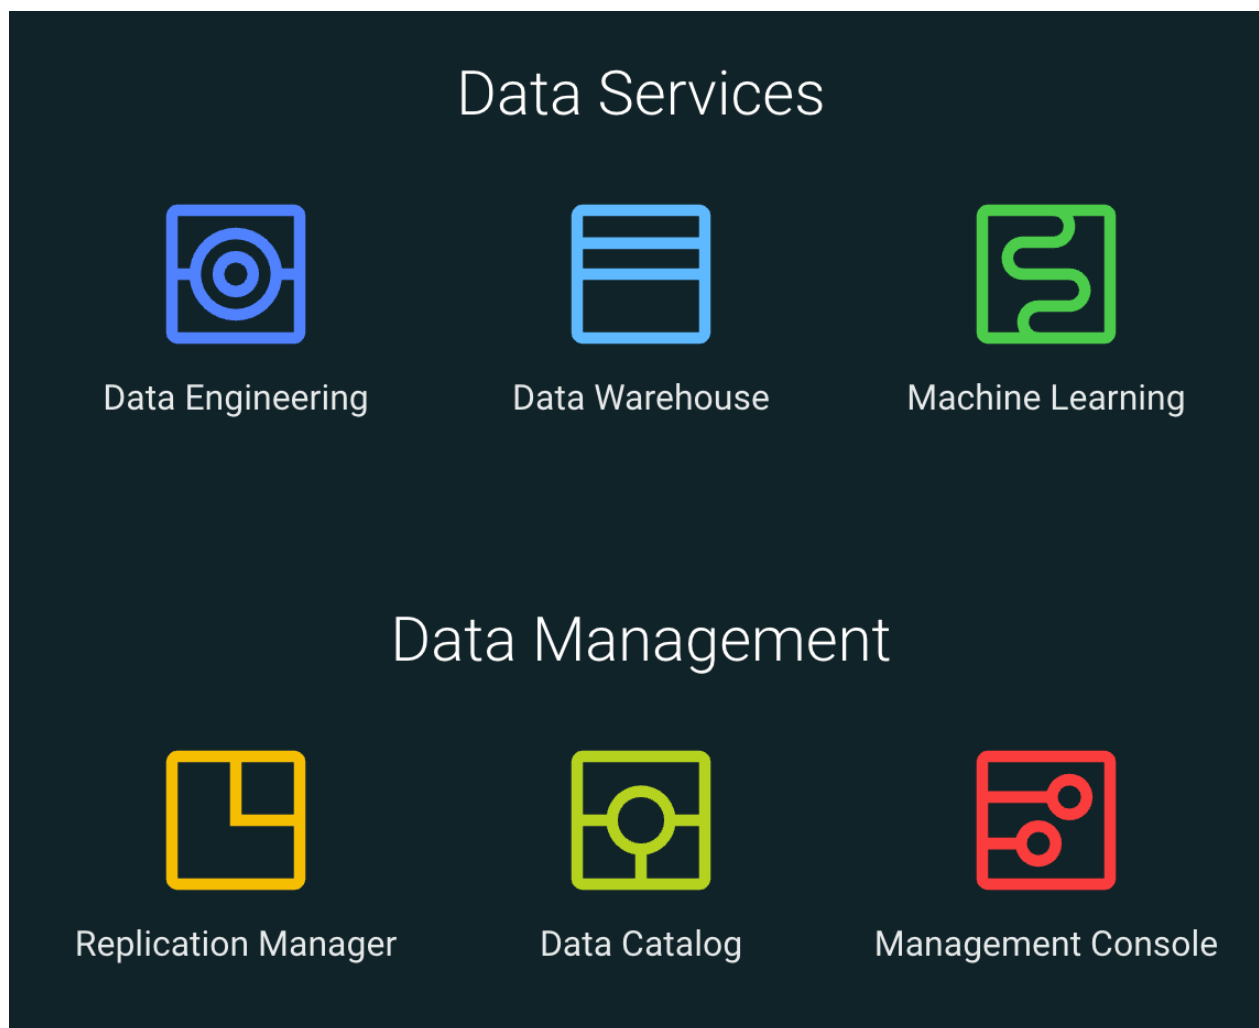 Data Services
Data Engineering
Data Warehouse
Machine Learning
Data Management
Replication Manager
Data Catalog
Management Console